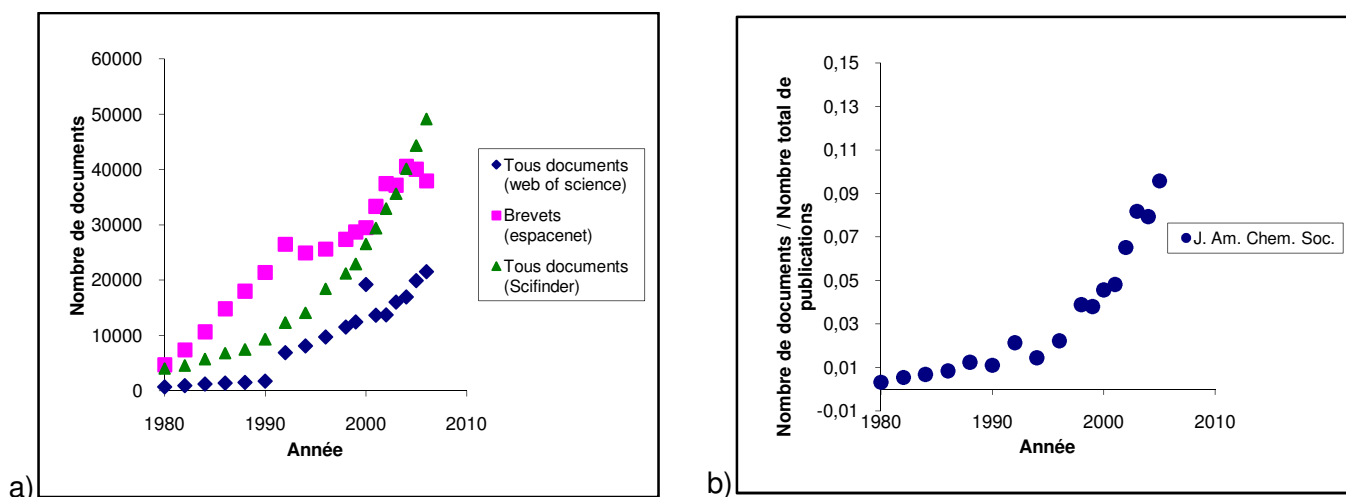 60000
50000
40000
30000
20000
10000
0
Nombre de documents
1980 1990 2000 2010
Année
Tous documents
(web of science)
Brevets
(espacenet)
Tous documents
(Scifinder)
a)
0,15
0,13
0,11
0,09
0,07
0,05
0,03
0,01
-0,01
Nombre de documents / Nombre total de
publications
1980 1990 2000 2010
Année
J. Am. Chem. Soc.
b)